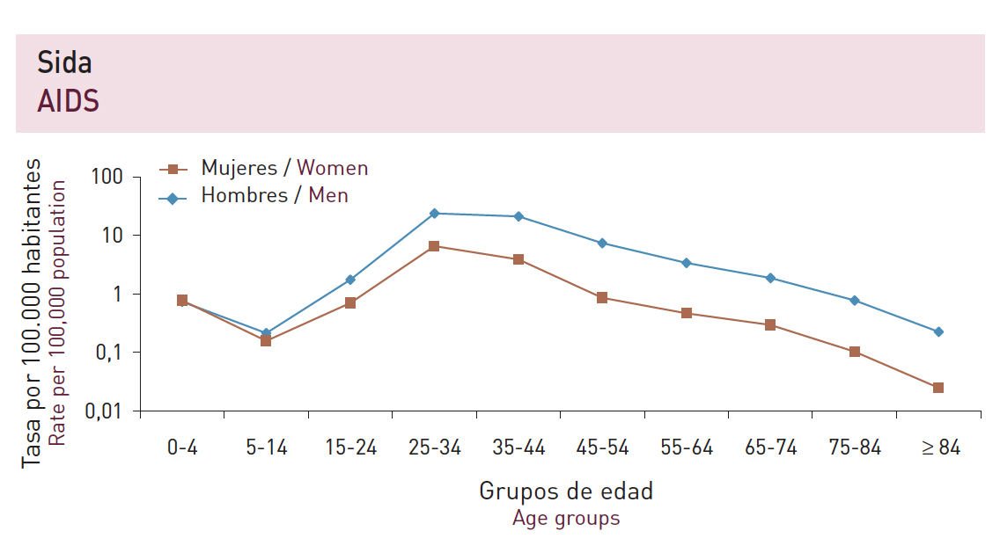 Sida
AIDS
Tasa por 100.000 habitantes
Rate per 100,000 population
Mujeres / Women
Hombres / Men
100
10
1
0,1
0,01
0-4 5-14 15-24 25-34 35-44 45-54 55-64 65-74 75-84 ≥ 84
Grupos de edad
Age groups